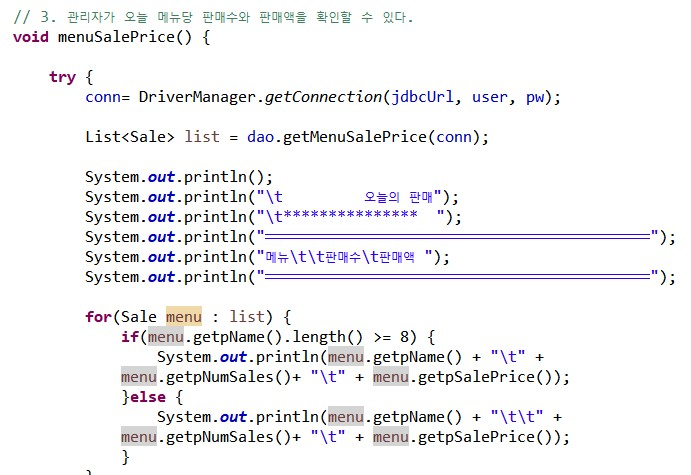 // 3. 관리자가 오늘 메뉴당 판매수와 판매액을 확인할 수 있다.
void menuSalePrice() {
try {
conn= DriverManager.getConnection(jdbcUrl, user, pw);
List<Sale> list = dao.getMenuSalePrice(conn);
System.out.println();
System.out.println("\t 오늘의 판매");
System.out.println("\t*************** ");
System.out.println("═══════════════════════════════════════════");
System.out.println("메뉴\t\t판매수\t판매액 ");
System.out.println("═══════════════════════════════════════════");
for(Sale menu : list) {
if(menu.getpName().length() >= 8) {
System.out.println(menu.getpName() + "\t" +
menu.getpNumSales()+ "\t" + menu.getpSalePrice());
}else {
System.out.println(menu.getpName() + "\t\t" +
menu.getpNumSales()+ "\t" + menu.getpSalePrice());
}
}